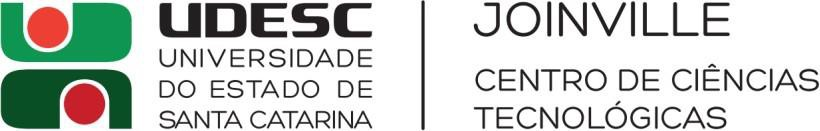 UDESC
UNIVERSIDADE
DO ESTADO DE
SANTA CATARINA
JOINVILLE
CENTRO DE CIÊNCIAS
TECNOLÓGICAS